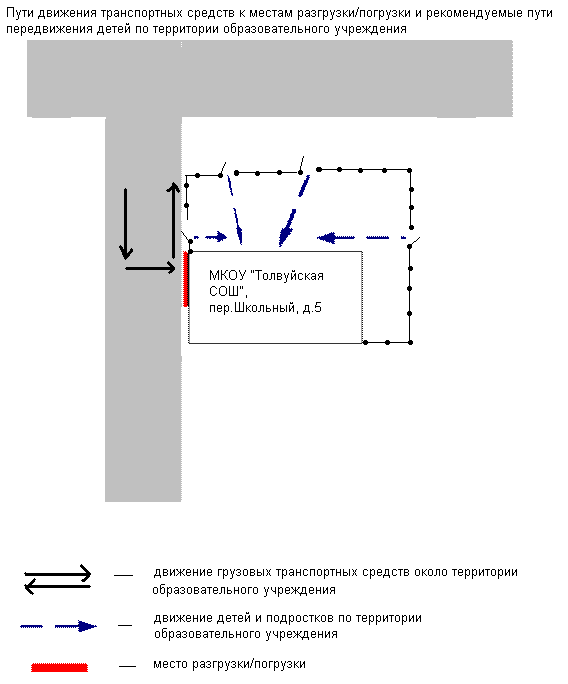 Пути движения транспортных средств к местам разгрузки/погрузки и рекомендуемые пути
передвижения детей по территории образовательного учреждения
МКОУ "Толвуйская
СОШ",
пер.Школьный, д.5
движение грузовых транспортных средств около территории
образовательного учреждения
движение детей и подростков по территории
образовательного учреждения
место разгрузки/погрузки